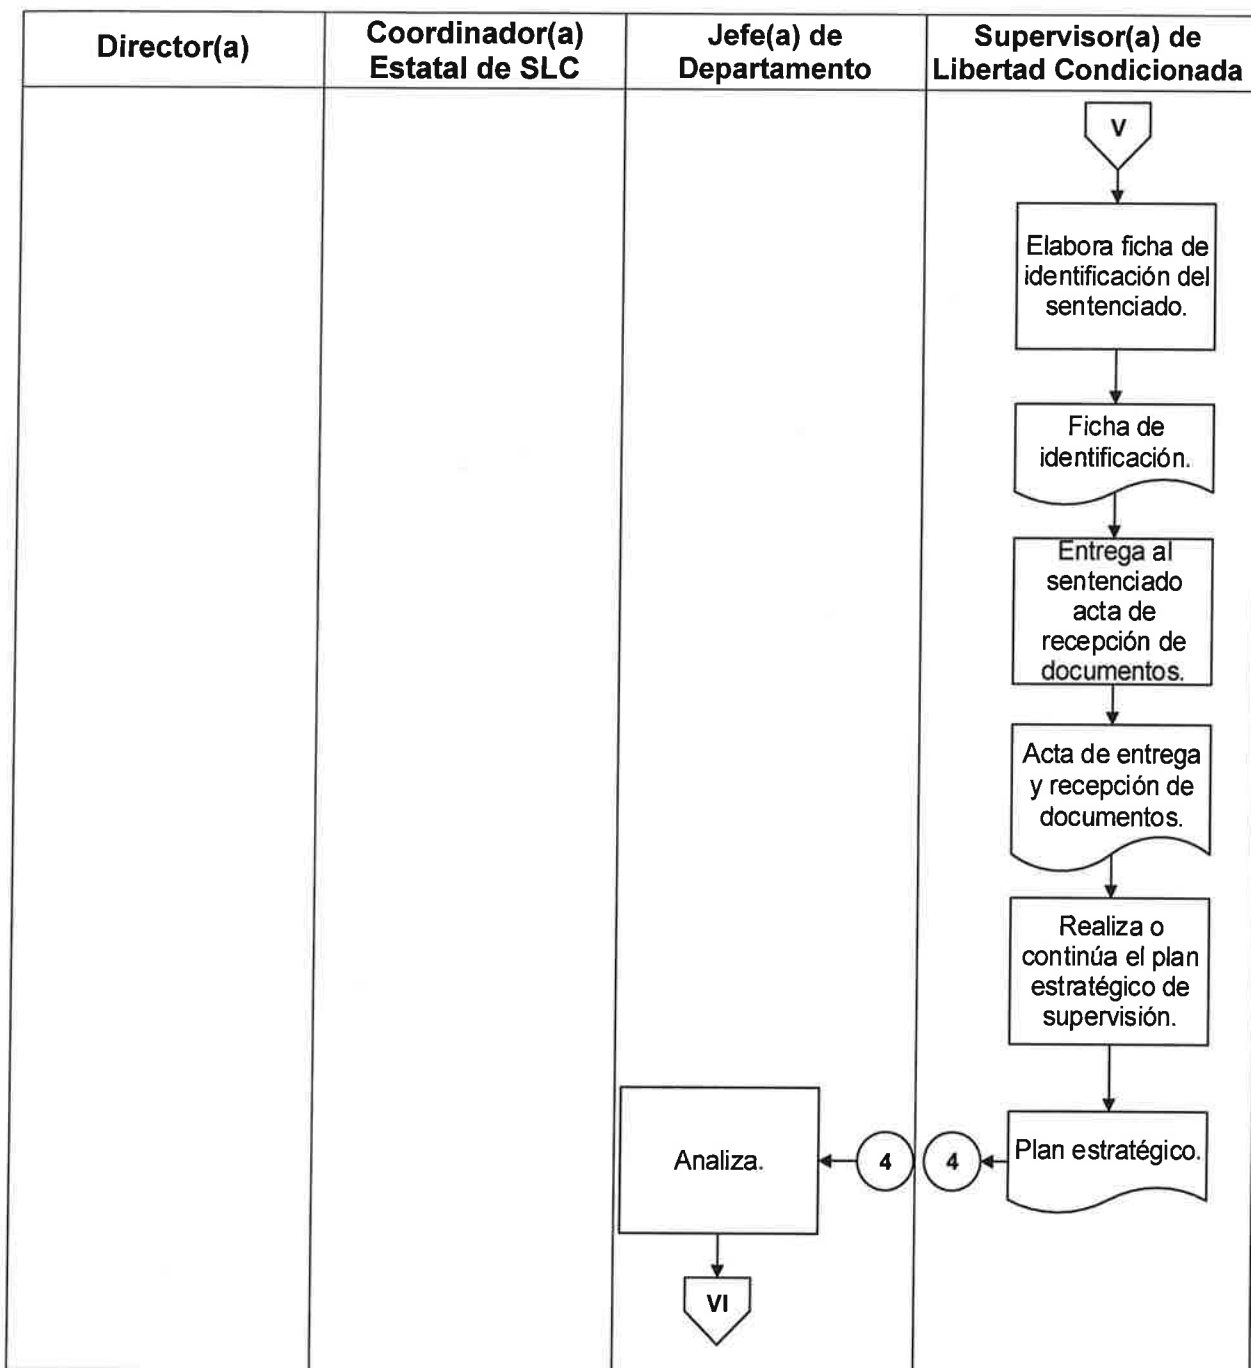 Director(a)
Coordinador(a)
Estatal de SLC
Jefe(a) de
Departamento
Supervisor(a) de
Libertad Condicionada
V
Elabora ficha de
identificación del
sentenciado.
Ficha de
identificación.
Entrega al
sentenciado
acta de
recepción de
documentos.
Acta de entrega
y recepción de
documentos.
Realiza o
continúa el plan
estratégico de
supervisión.
Plan estratégico.
4
4
Analiza.
VI